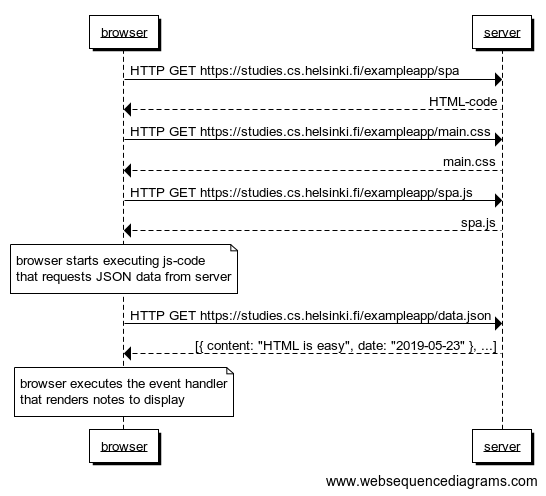 browser
server
HTTP GET https://studies.cs.helsinki.fi/exampleapp/spa
HTML-code
HTTP GET https://studies.cs.helsinki.fi/exampleapp/main.css
main.css
HTTP GET https://studies.cs.helsinki.fi/exampleapp/spa.js
spa.js
browser starts executing js-code
that requests JSON data from server
HTTP GET https://studies.cs.helsinki.fi/exampleapp/data.json
[{ content: "HTML is easy", date: "2019-05-23" }, ...]
browser executes the event handler
that renders notes to display
browser
server
www.websequencediagrams.com